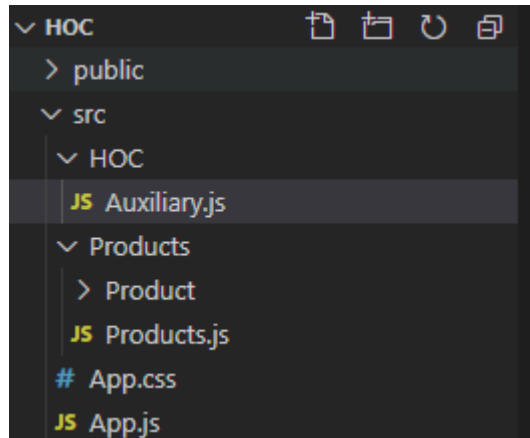 HOC
public
src
HOC
JS Auxiliary.js
Products
Product
JS Products.js
# App.css
JS App.js